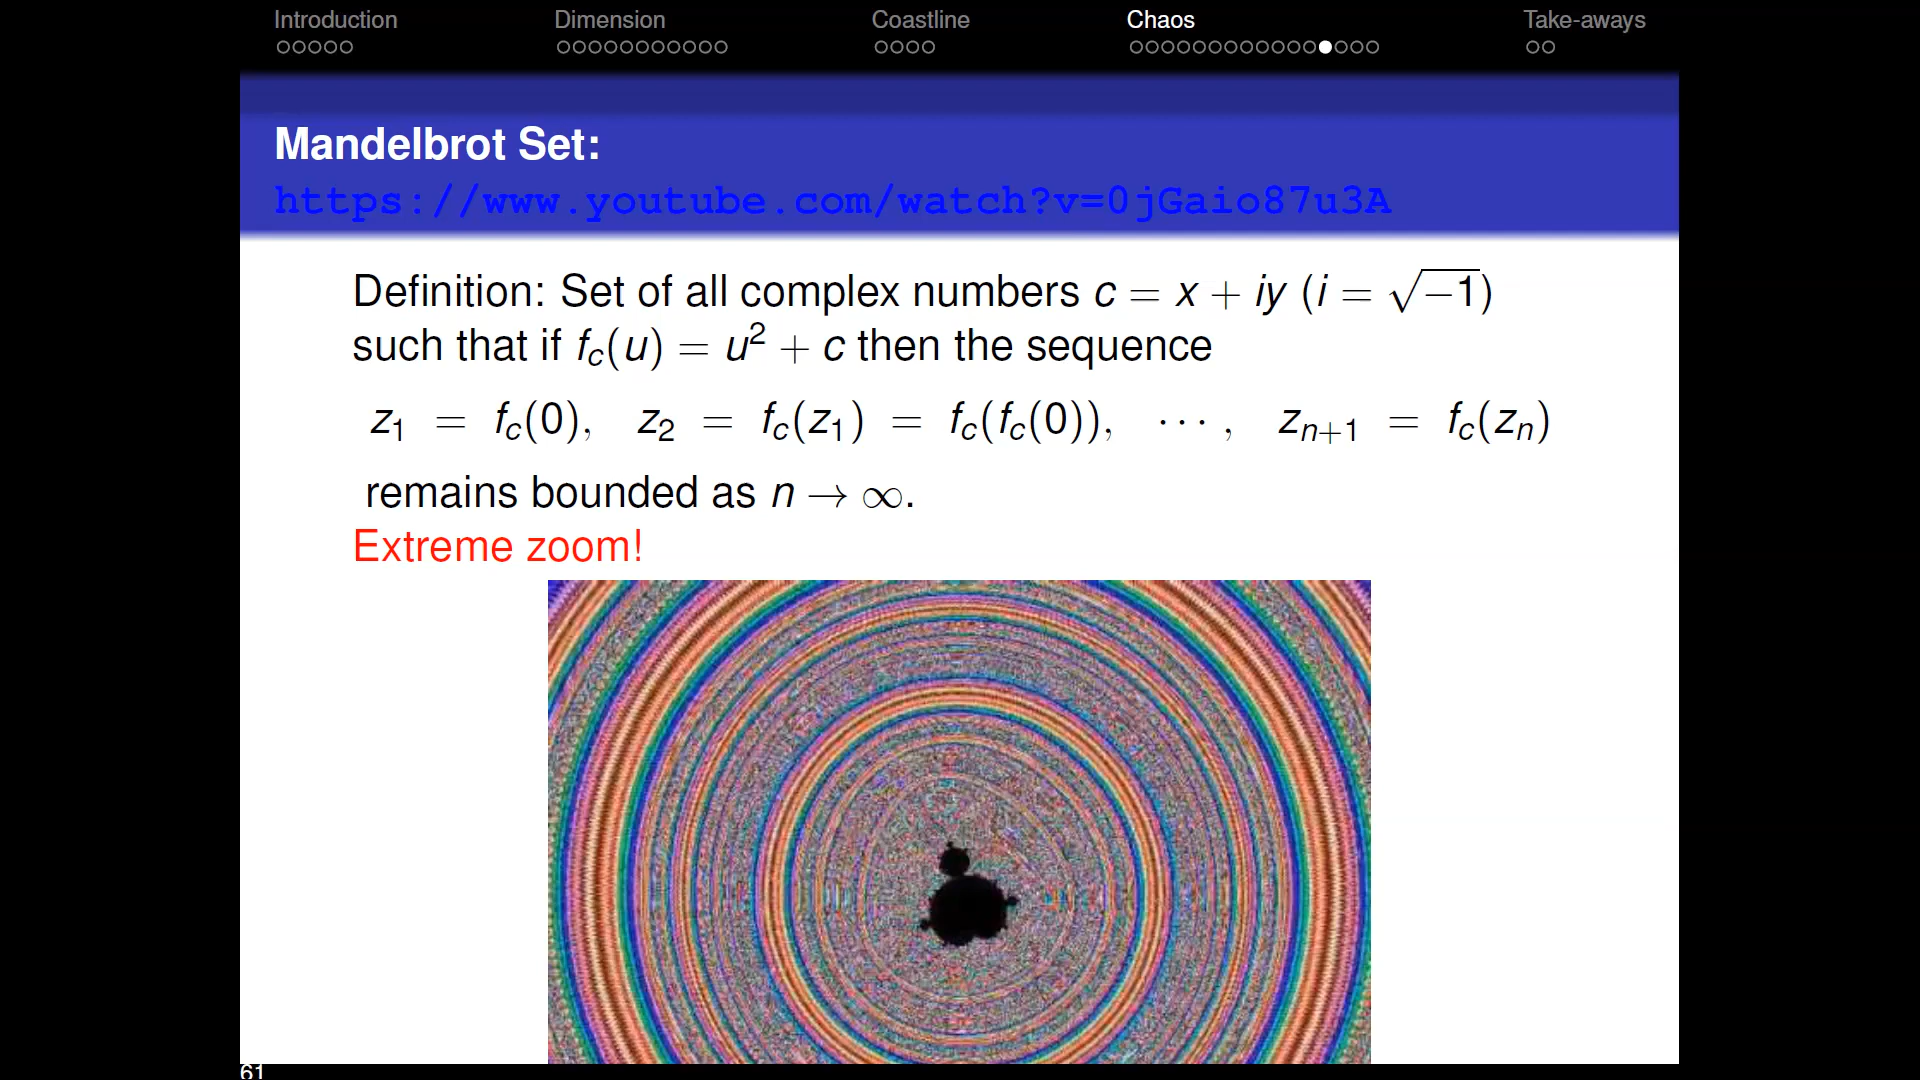 Introduction Dimension Coastline Chaos Take-aways
Mandelbrot Set:
https://www.youtube.com/watch?v=0jGaio87u3A
Definition: Set of all complex numbers c = x + iy (i = √−1)
such that if f_c(u) = u² + c then the sequence
z₁ = f_c(0), z₂ = f_c(z₁) = f_c(f_c(0)), ⋯ , z_{n+1} = f_c(z_n)
remains bounded as n → ∞.
Extreme zoom!
61